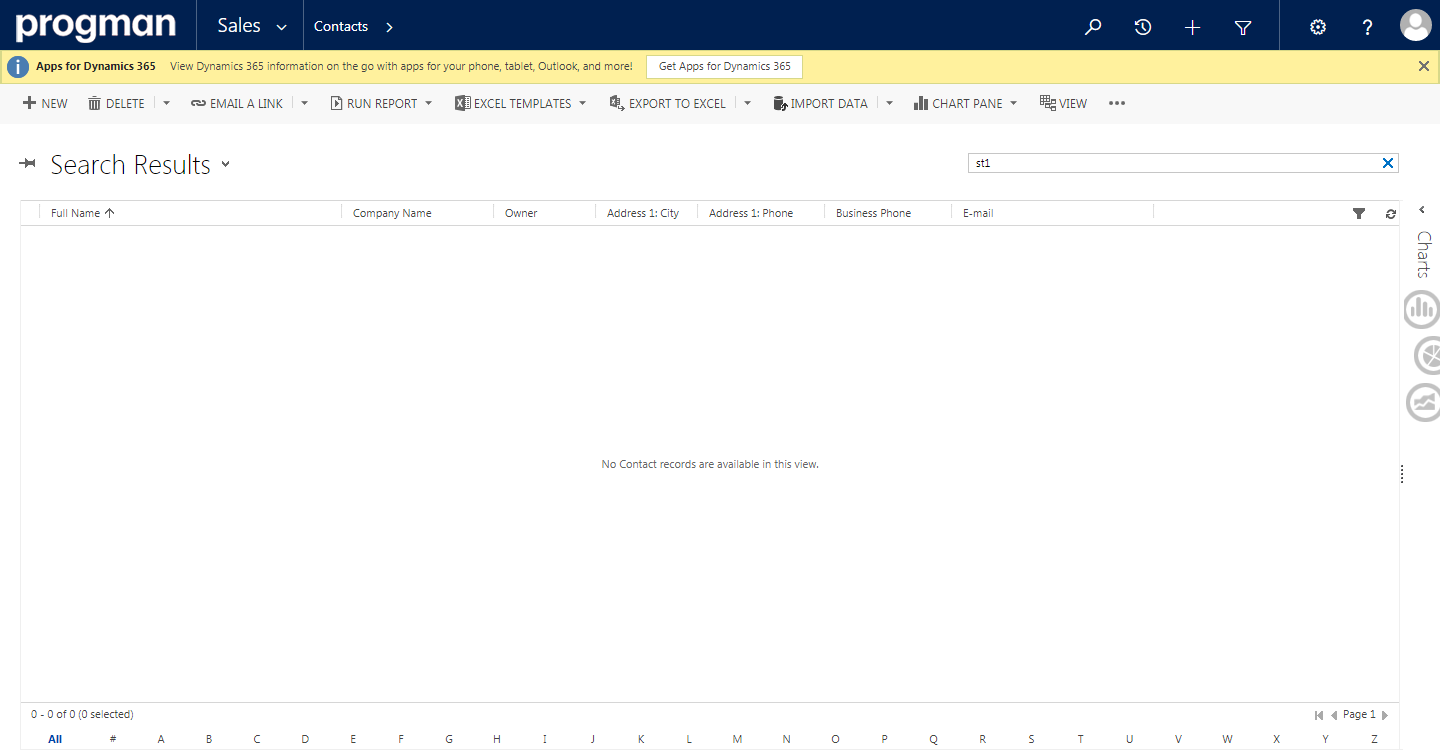 progman Sales Contacts
Apps for Dynamics 365 View Dynamics 365 information on the go with apps for your phone, tablet, Outlook, and more! Get Apps for Dynamics 365
NEW DELETE EMAIL A LINK RUN REPORT EXCEL TEMPLATES EXPORT TO EXCEL IMPORT DATA CHART PANE VIEW
Search Results st1
Full Name Company Name Owner Address 1: City Address 1: Phone Business Phone E-mail
Charts
No Contact records are available in this view.
0 - 0 of 0 (0 selected) Page 1
All # A B C D E F G H I J K L M N O P Q R S T U V W X Y Z